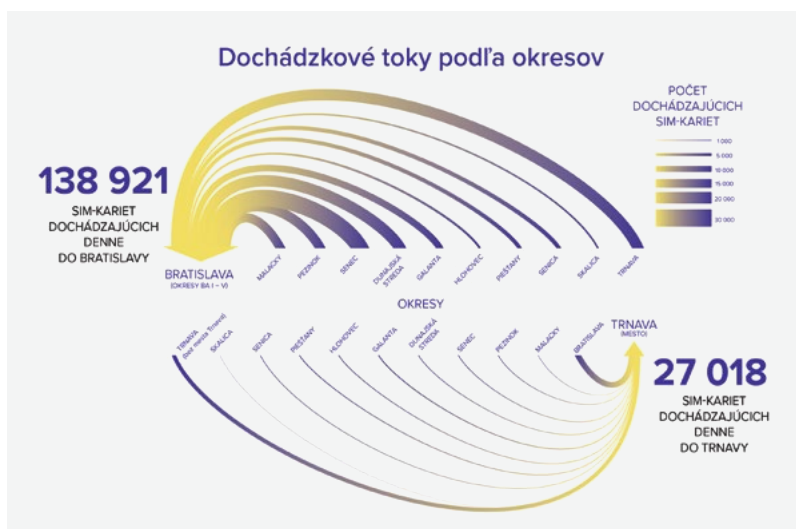 Dochádzkové toky podľa okresov
POČET
DOCHÁDZAJÚCICH
SIM-KARIET
1 000
5 000
10 000
15 000
20 000
30 000
138 921
SIM-KARIET
DOCHÁDZAJÚCICH
DENNE
DO BRATISLAVY
BRATISLAVA
(OKRESY BA I – V)
MALACKY
PEZINOK
SENEC
DUNAJSKÁ
STREDA
GALANTA
HLOHOVEC
PIEŠŤANY
SENICA
SKALICA
TRNAVA
OKRESY
TRNAVA
(bez mesta Trnava)
SKALICA
SENICA
PIEŠŤANY
HLOHOVEC
GALANTA
DUNAJSKÁ
STREDA
SENEC
PEZINOK
MALACKY
BRATISLAVA
TRNAVA
(MESTO)
27 018
SIM-KARIET
DOCHÁDZAJÚCICH
DENNE
DO TRNAVY